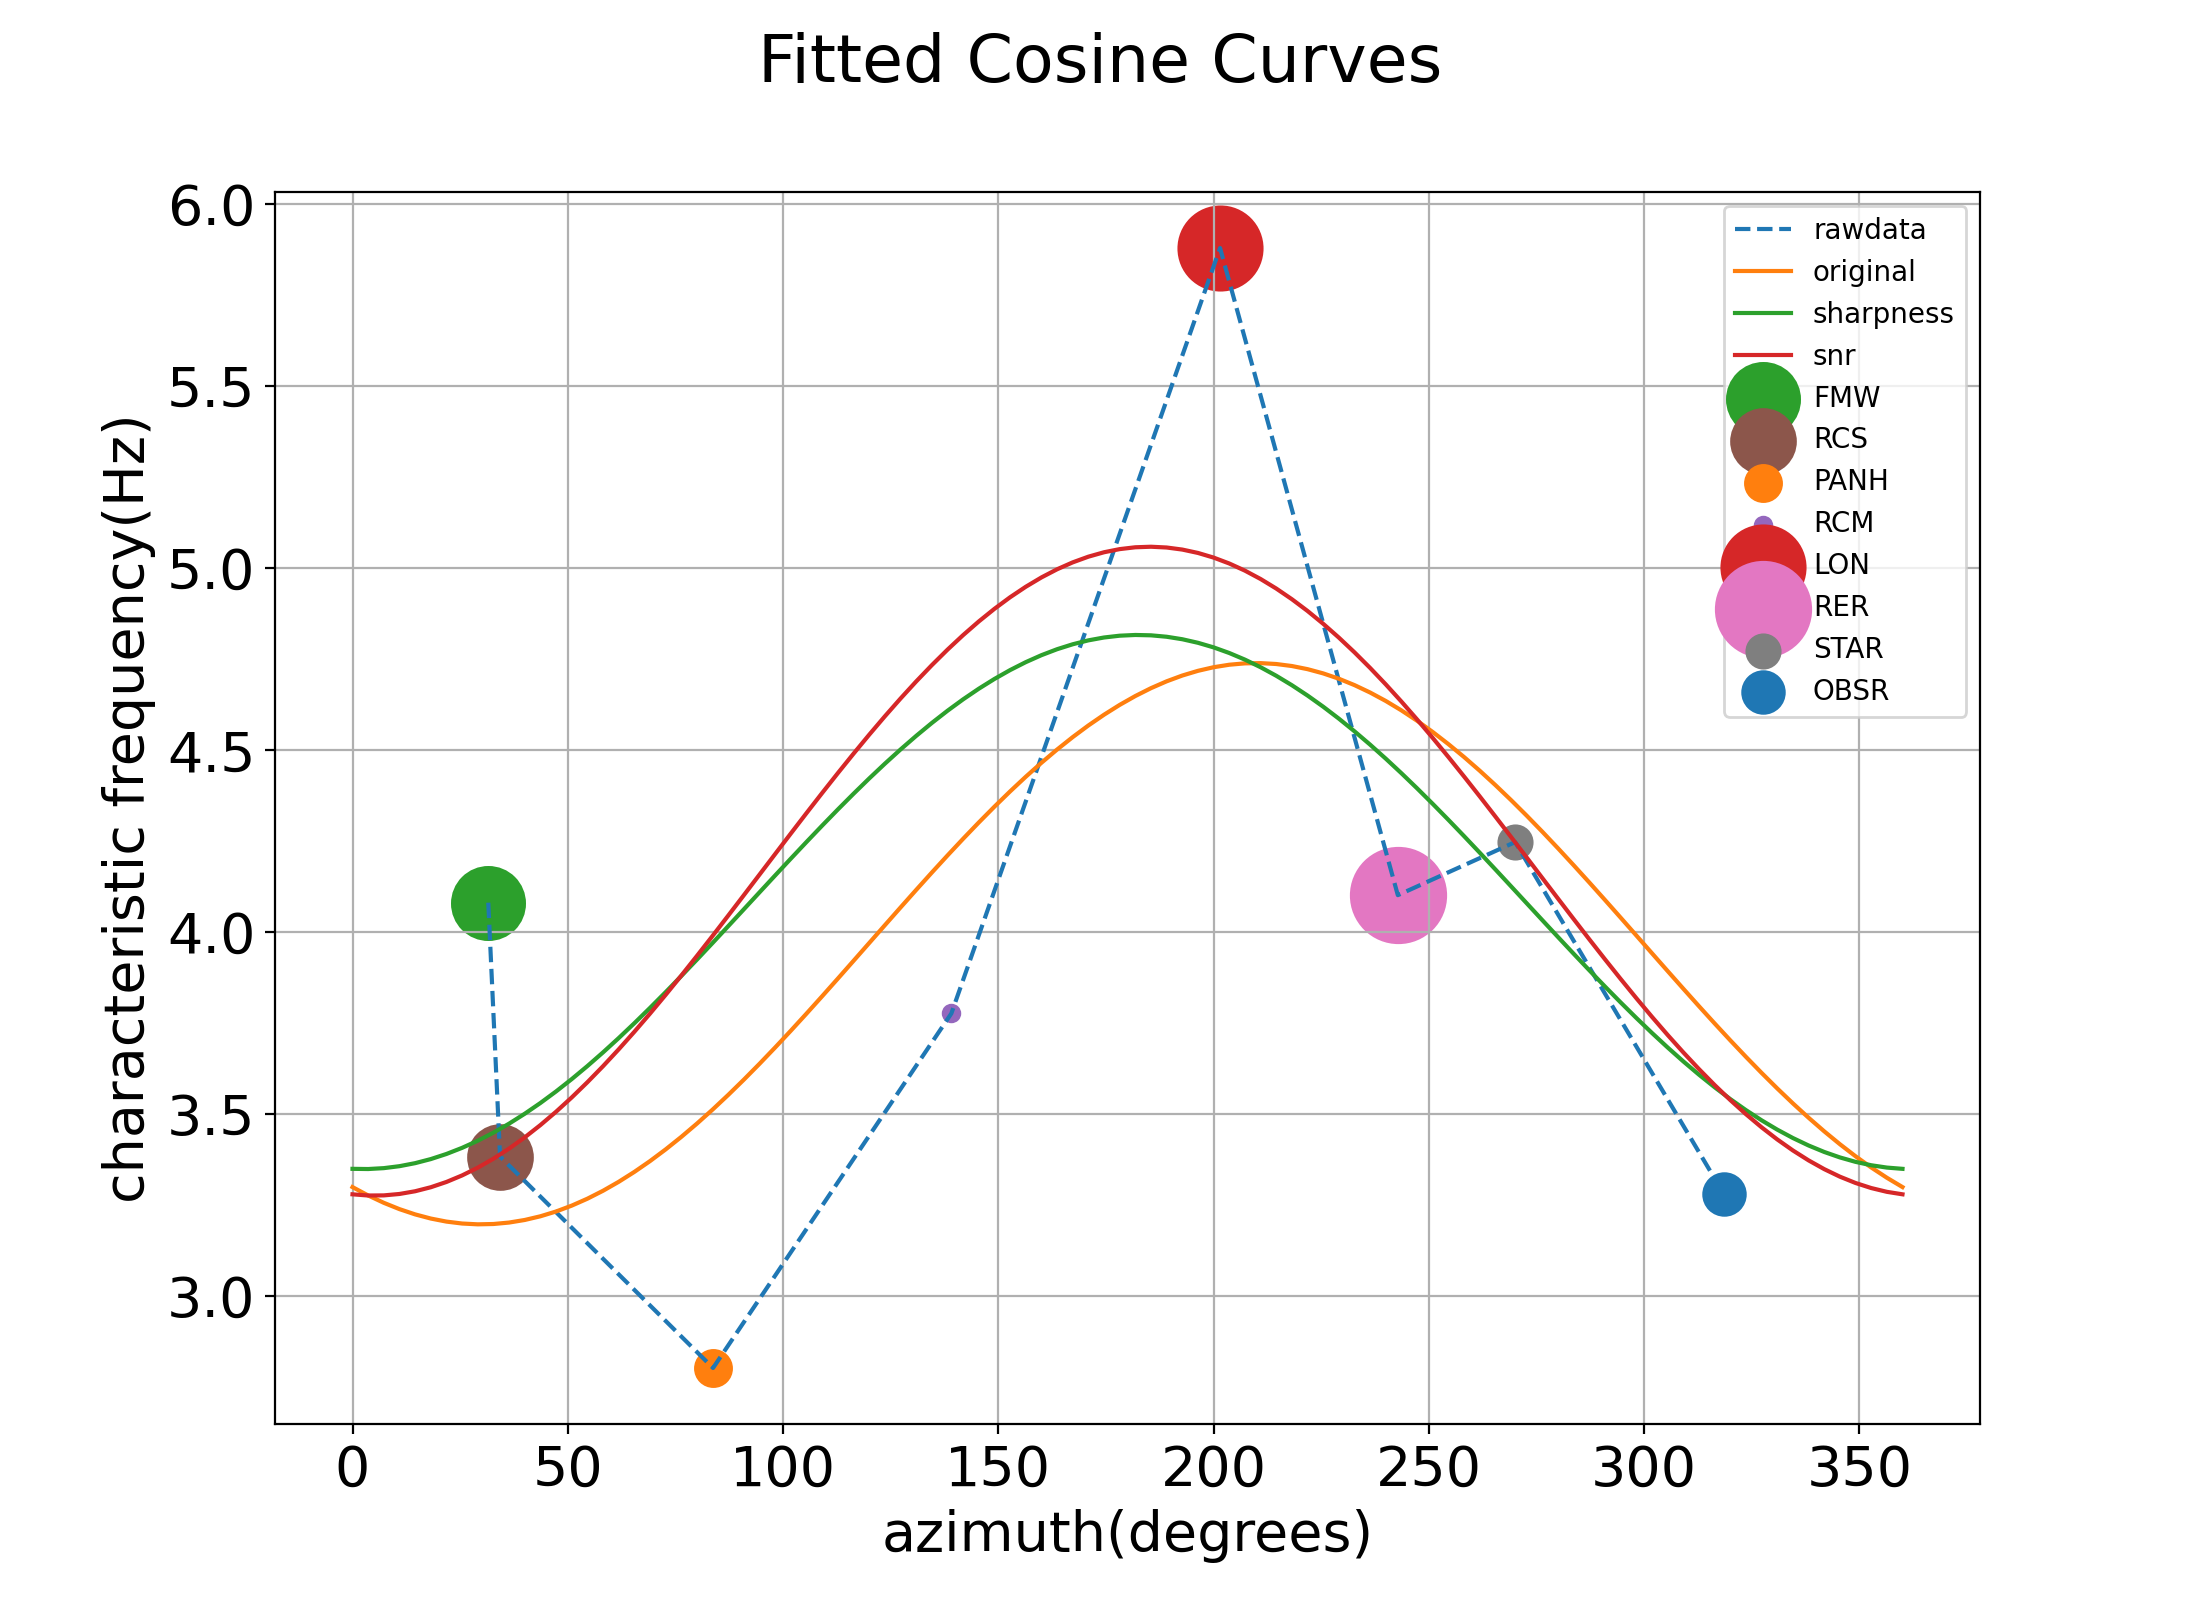 Fitted Cosine Curves
6.0
5.5
5.0
4.5
4.0
3.5
3.0
characteristic frequency(Hz)
rawdata
original
sharpness
snr
FMW
RCS
PANH
RCM
LON
RER
STAR
OBSR
0 50 100 150 200 250 300 350
azimuth(degrees)